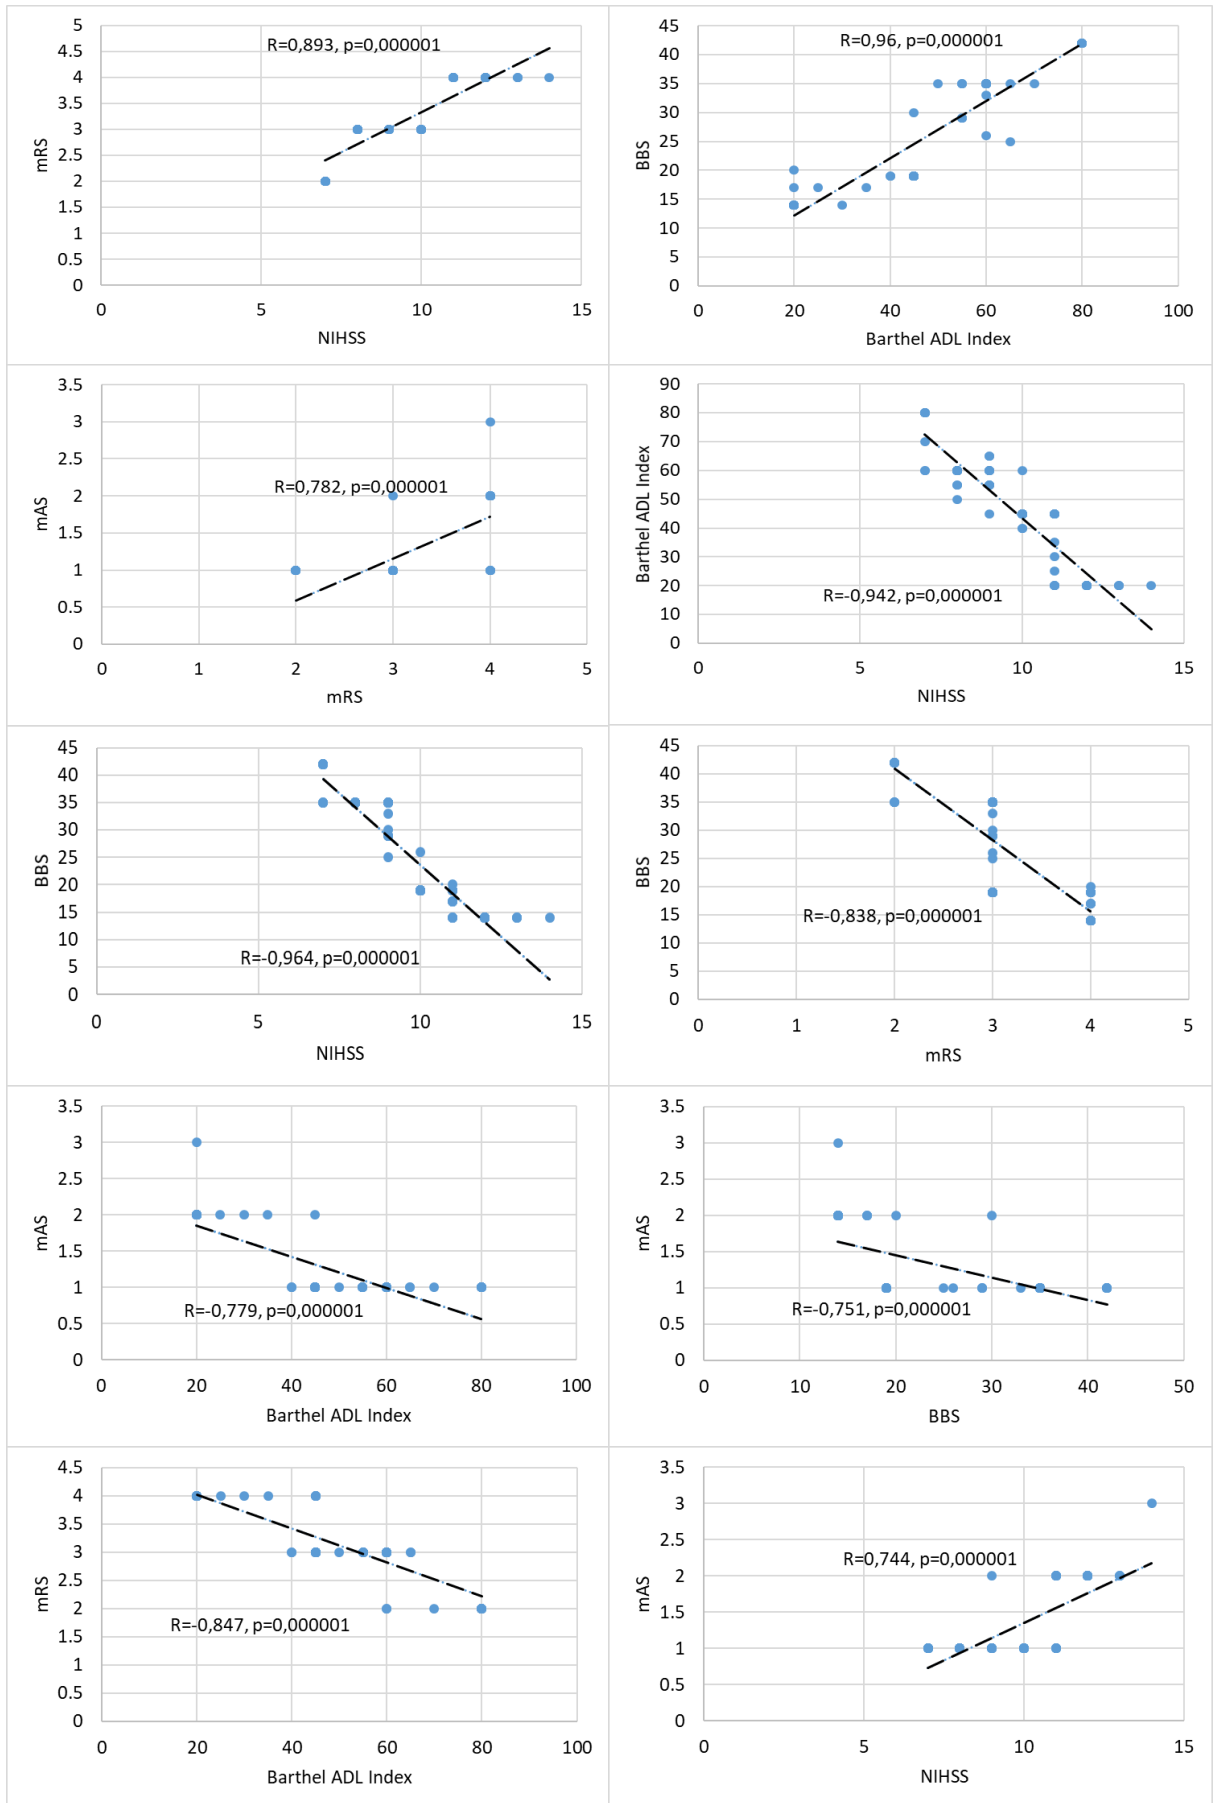 5
4.5
4
3.5
3
2.5
2
1.5
1
0.5
0
mRS
R=0,893, p=0,000001
0 5 10 15
NIHSS
45
40
35
30
25
20
15
10
5
0
BBS
R=0,96, p=0,000001
0 20 40 60 80 100
Barthel ADL Index
3.5
3
2.5
2
1.5
1
0.5
0
mAS
R=0,782, p=0,000001
0 1 2 3 4 5
mRS
90
80
70
60
50
40
30
20
10
0
Barthel ADL Index
R=-0,942, p=0,000001
0 5 10 15
NIHSS
45
40
35
30
25
20
15
10
5
0
BBS
R=-0,964, p=0,000001
0 5 10 15
NIHSS
45
40
35
30
25
20
15
10
5
0
BBS
R=-0,838, p=0,000001
0 1 2 3 4 5
mRS
3.5
3
2.5
2
1.5
1
0.5
0
mAS
R=-0,779, p=0,000001
0 20 40 60 80 100
Barthel ADL Index
3.5
3
2.5
2
1.5
1
0.5
0
mAS
R=-0,751, p=0,000001
0 10 20 30 40 50
BBS
4.5
4
3.5
3
2.5
2
1.5
1
0.5
0
mRS
R=-0,847, p=0,000001
0 20 40 60 80 100
Barthel ADL Index
3.5
3
2.5
2
1.5
1
0.5
0
mAS
R=0,744, p=0,000001
0 5 10 15
NIHSS